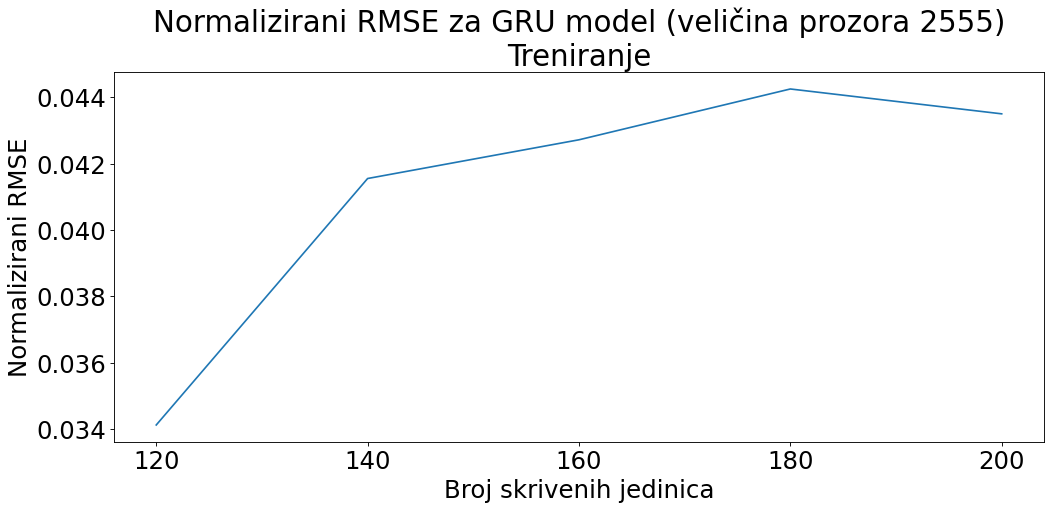 Normalizirani RMSE za GRU model (veličina prozora 2555)
Treniranje
Normalizirani RMSE
0.044
0.042
0.040
0.038
0.036
0.034
120 140 160 180 200
Broj skrivenih jedinica